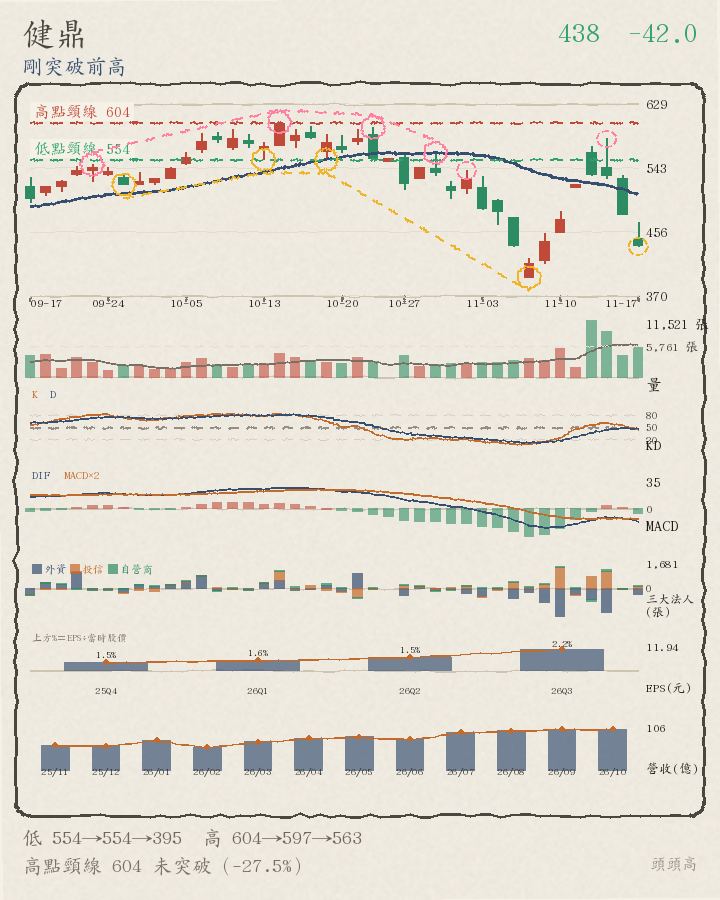 健鼎
438 -42.0
剛突破前高
629
高點頸線 604
低點頸線 554
543
456
370
09-17 09-24 10-05 10-13 10-20 10-27 11-03 11-10 11-17
11,521 張
5,761 張
量
K D
80
50
20
KD
DIF MACD×2
35
0
MACD
外資 投信 自營商
1,681
0
三大法人
(張)
上方%=EPS÷當時股價
1.5% 1.6% 1.5% 2.2%
11.94
25Q4 26Q1 26Q2 26Q3
EPS(元)
106
25/11 25/12 26/01 26/02 26/03 26/04 26/05 26/06 26/07 26/08 26/09 26/10
營收(億)
低 554→554→395 高 604→597→563
高點頸線 604 未突破 (-27.5%)
頭頭高